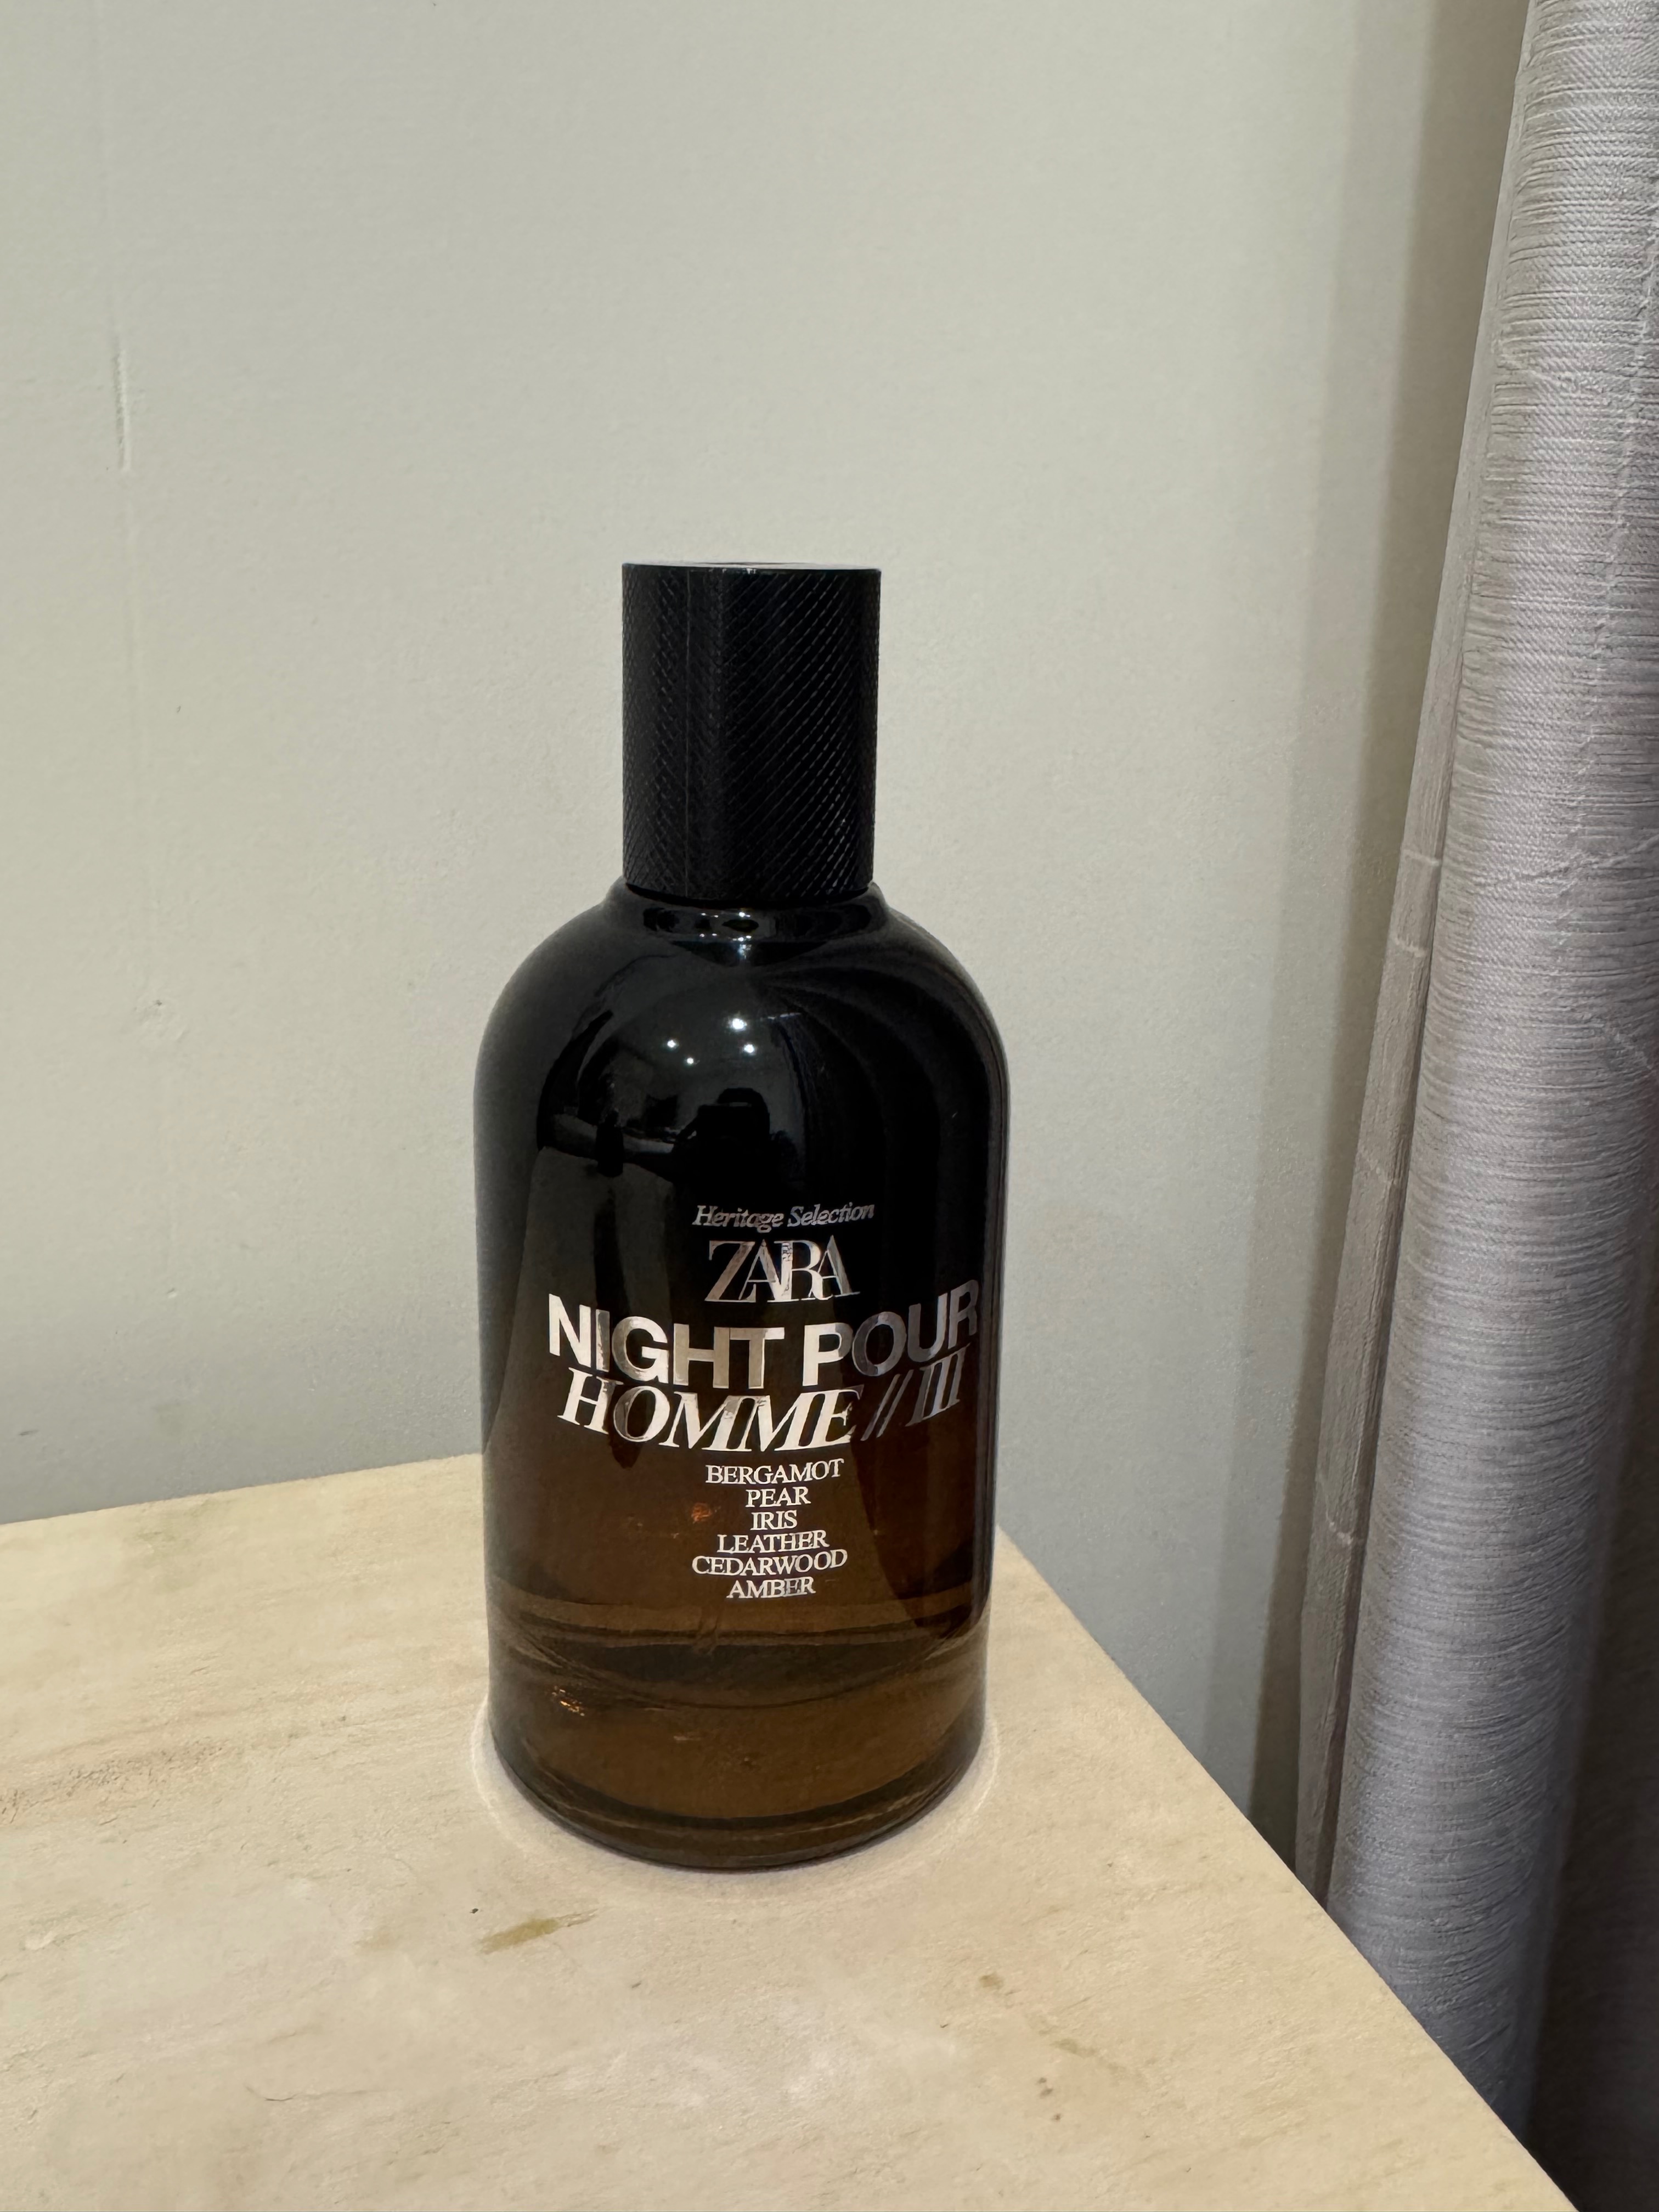 Heritage Selection
ZARA
NIGHT POUR
HOMME // III
BERGAMOT
PEAR
IRIS
LEATHER
CEDARWOOD
AMBER